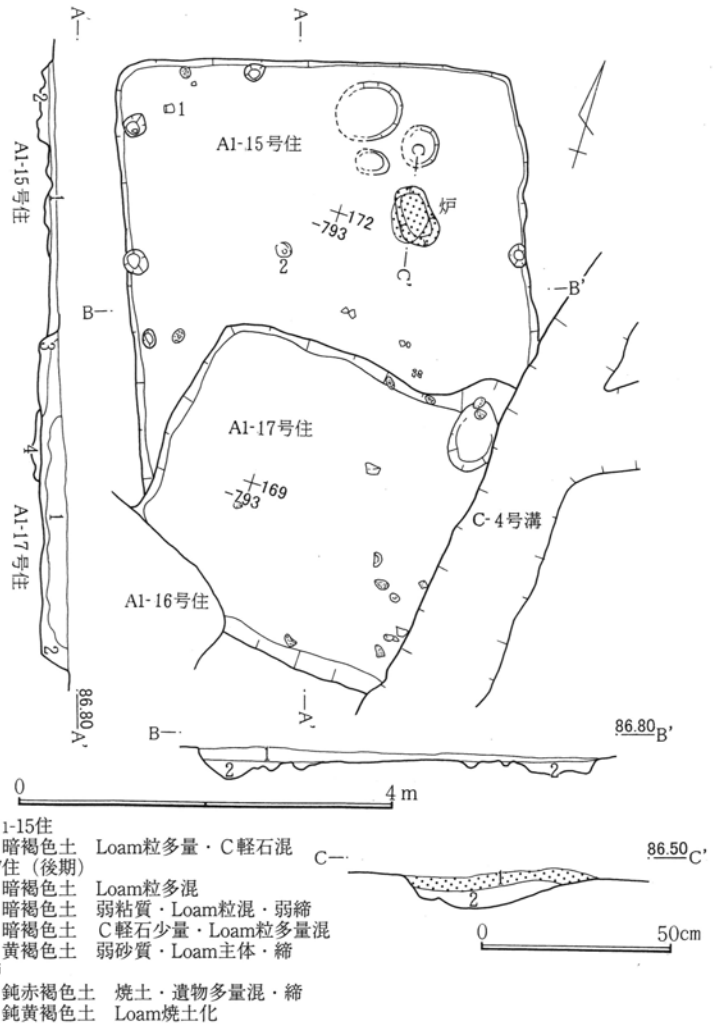 A
A
A1-15号住
1
C
炉
172
-793
2
C'
B
B'
A1-17号住
169
-793
C-4号溝
A1-16号住
A'
2
A1-15号住
1
3
4
A1-17号住
1
2
86.80 A'
B
86.80 B'
2
1
2
0
4 m
1-15住
暗褐色土 Loam粒多量・C軽石混
住（後期）
暗褐色土 Loam粒多混
暗褐色土 弱粘質・Loam粒混・弱締
暗褐色土 C軽石少量・Loam粒多量混
黄褐色土 弱砂質・Loam主体・締
鈍赤褐色土 焼土・遺物多量混・締
鈍黄褐色土 Loam焼土化
C
86.50 C'
1
2
0
50cm